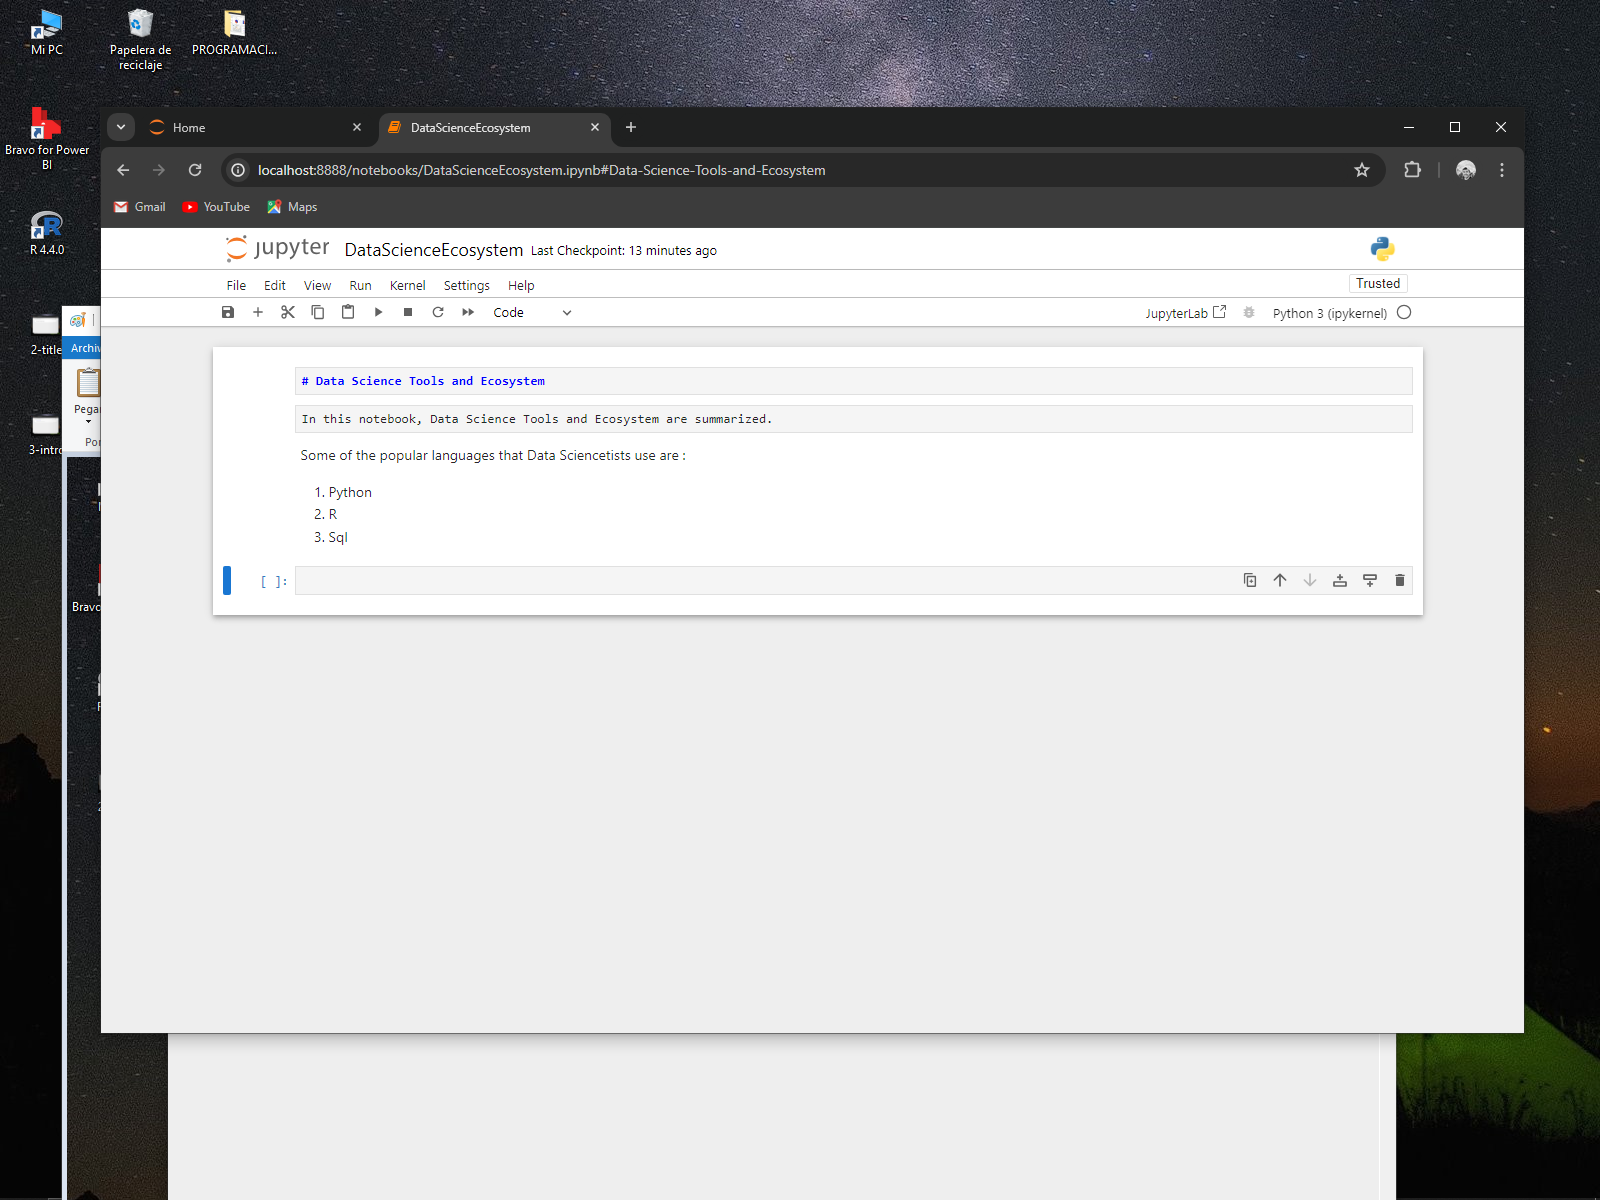 Mi PC
Papelera de
reciclaje
PROGRAMACI...
Bravo for Power
BI
R 4.4.0
2-title
3-intro
Archiv
Pegar
Por
Bravo
Home
DataScienceEcosystem
localhost:8888/notebooks/DataScienceEcosystem.ipynb#Data-Science-Tools-and-Ecosystem
Gmail
YouTube
Maps
jupyter
DataScienceEcosystem
Last Checkpoint: 13 minutes ago
File
Edit
View
Run
Kernel
Settings
Help
Trusted
Code
JupyterLab
Python 3 (ipykernel)
# Data Science Tools and Ecosystem
In this notebook, Data Science Tools and Ecosystem are summarized.
Some of the popular languages that Data Sciencetists use are :
1. Python
2. R
3. Sql
[ ]: